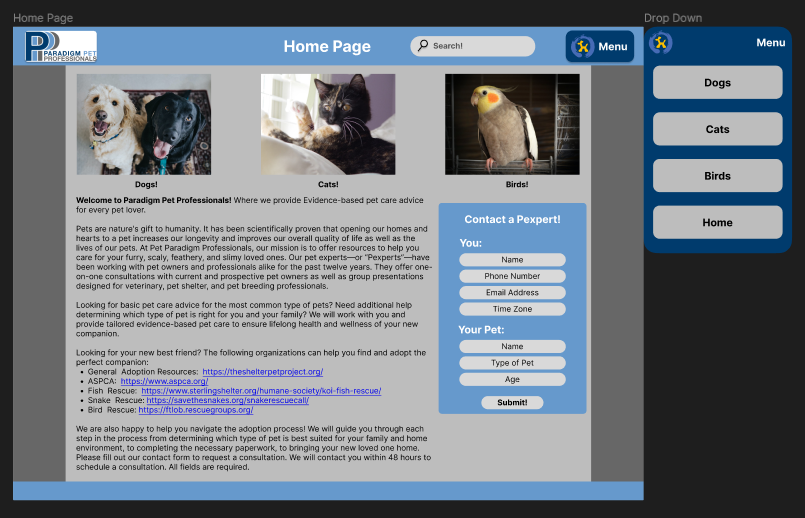 Home Page
Drop Down
PARADIGM PET
PROFESSIONALS
Home Page
Search!
Menu
Menu
Dogs
Cats
Birds
Home
Dogs!
Cats!
Birds!
Welcome to Paradigm Pet Professionals! Where we provide Evidence-based pet care advice
for every pet lover.
Pets are nature's gift to humanity. It has been scientifically proven that opening our homes and
hearts to a pet increases our longevity and improves our overall quality of life as well as the
lives of our pets. At Pet Paradigm Professionals, our mission is to offer resources to help you
care for your furry, scaly, feathery, and slimy loved ones. Our pet experts—or "Pexperts"—have
been working with pet owners and professionals alike for the past twelve years. They offer one-
on-one consultations with current and prospective pet owners as well as group presentations
designed for veterinary, pet shelter, and pet breeding professionals.
Looking for basic pet care advice for the most common type of pets? Need additional help
determining which type of pet is right for you and your family? We will work with you and
provide tailored evidence-based pet care to ensure lifelong health and wellness of your new
companion.
Looking for your new best friend? The following organizations can help you find and adopt the
perfect companion:
• General Adoption Resources: https://theshelterpetproject.org/
• ASPCA: https://www.aspca.org/
• Fish Rescue: https://www.sterlingshelter.org/humane-society/koi-fish-rescue/
• Snake Rescue: https://savethesnakes.org/snakerescuecall/
• Bird Rescue: https://ftlob.rescuegroups.org/
We are also happy to help you navigate the adoption process! We will guide you through each
step in the process from determining which type of pet is best suited for your family and home
environment, to completing the necessary paperwork, to bringing your new loved one home.
Please fill out our contact form to request a consultation. We will contact you within 48 hours to
schedule a consultation. All fields are required.
Contact a Pexpert!
You:
Name
Phone Number
Email Address
Time Zone
Your Pet:
Name
Type of Pet
Age
Submit!